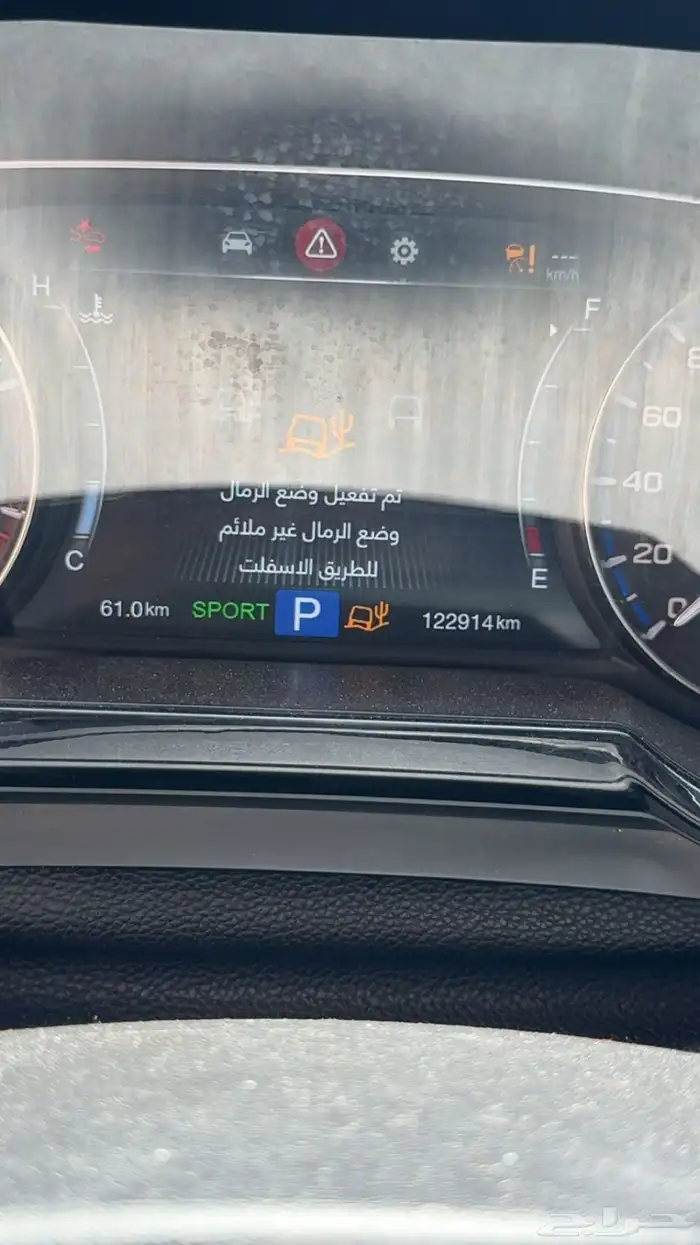 km/h
H
F
تم تفعيل وضع الرمال
وضع الرمال غير ملائم
للطريق الاسفلت
C
E
61.0km SPORT P 122914km
60
40
20
0
حراج